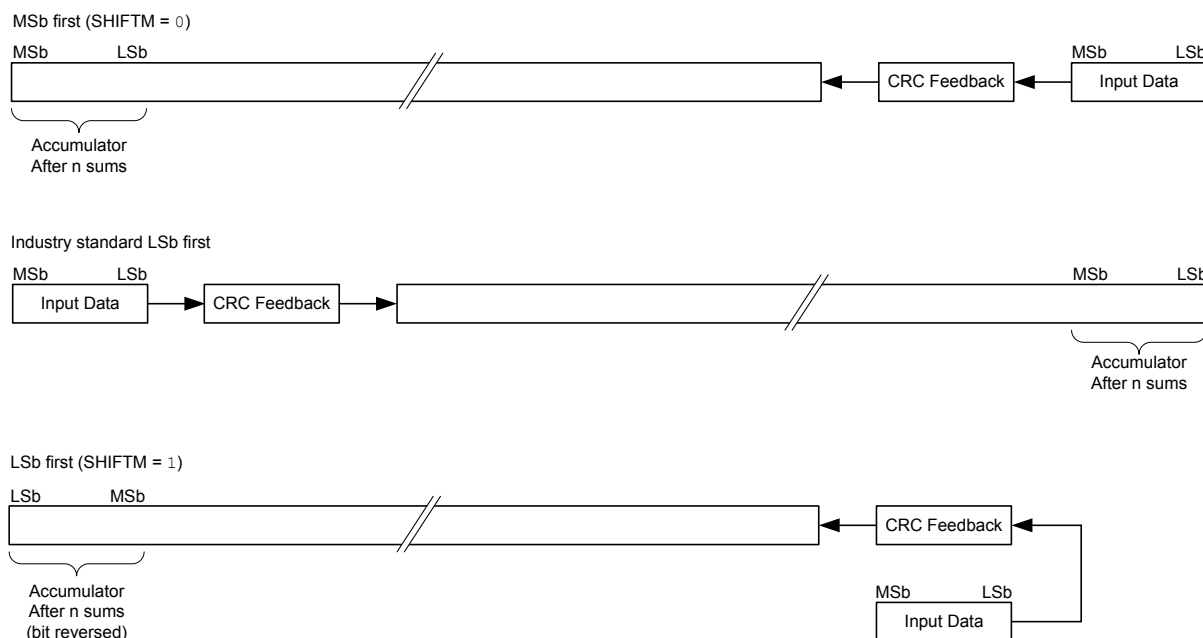 MSb first (SHIFTM = 0)
MSb LSb MSb LSb
CRC Feedback Input Data
Accumulator
After n sums
Industry standard LSb first
MSb LSb MSb LSb
Input Data CRC Feedback
Accumulator
After n sums
LSb first (SHIFTM = 1)
LSb MSb
CRC Feedback
Accumulator
After n sums
(bit reversed)
MSb LSb
Input Data